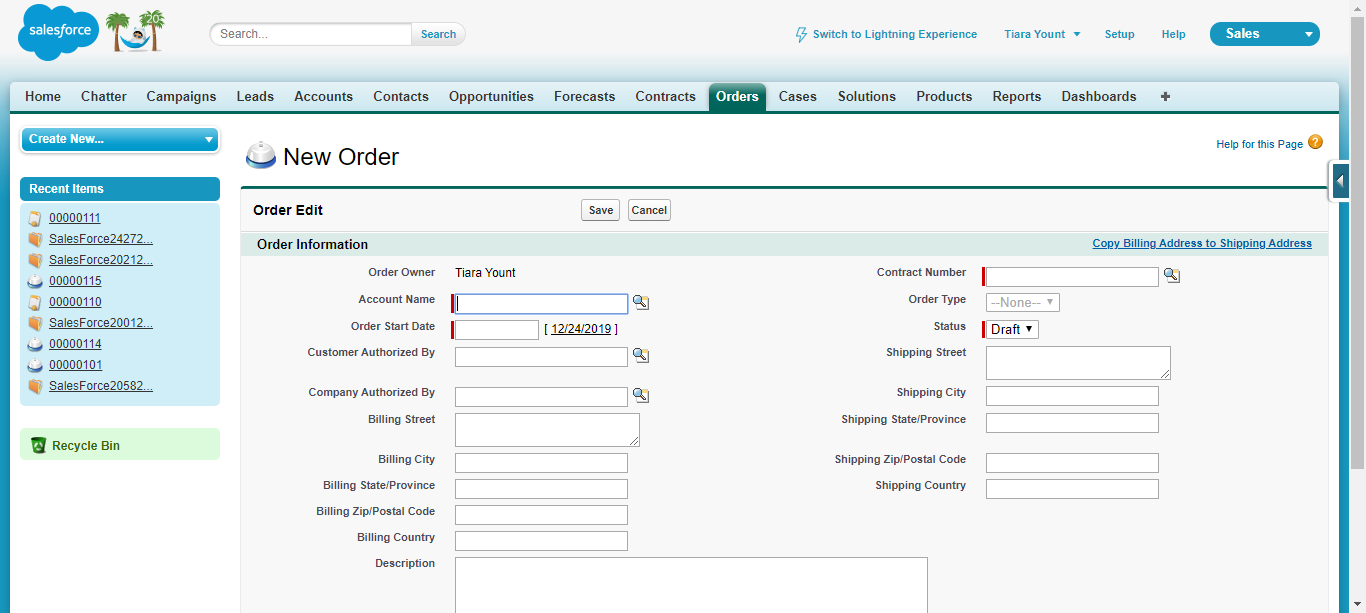 salesforce
20
Search...
Search
Switch to Lightning Experience
Tiara Yount
Setup
Help
Sales
Home Chatter Campaigns Leads Accounts Contacts Opportunities Forecasts Contracts Orders Cases Solutions Products Reports Dashboards +
Create New...
Recent Items
00000111
SalesForce24272...
SalesForce20212...
00000115
00000110
SalesForce20012...
00000114
00000101
SalesForce20582...
Recycle Bin
New Order
Help for this Page ?
Order Edit
Save
Cancel
Order Information
Copy Billing Address to Shipping Address
Order Owner Tiara Yount
Contract Number
Account Name
Order Type --None--
Order Start Date [ 12/24/2019 ]
Status Draft
Customer Authorized By
Shipping Street
Company Authorized By
Shipping City
Billing Street
Shipping State/Province
Billing City
Shipping Zip/Postal Code
Billing State/Province
Shipping Country
Billing Zip/Postal Code
Billing Country
Description